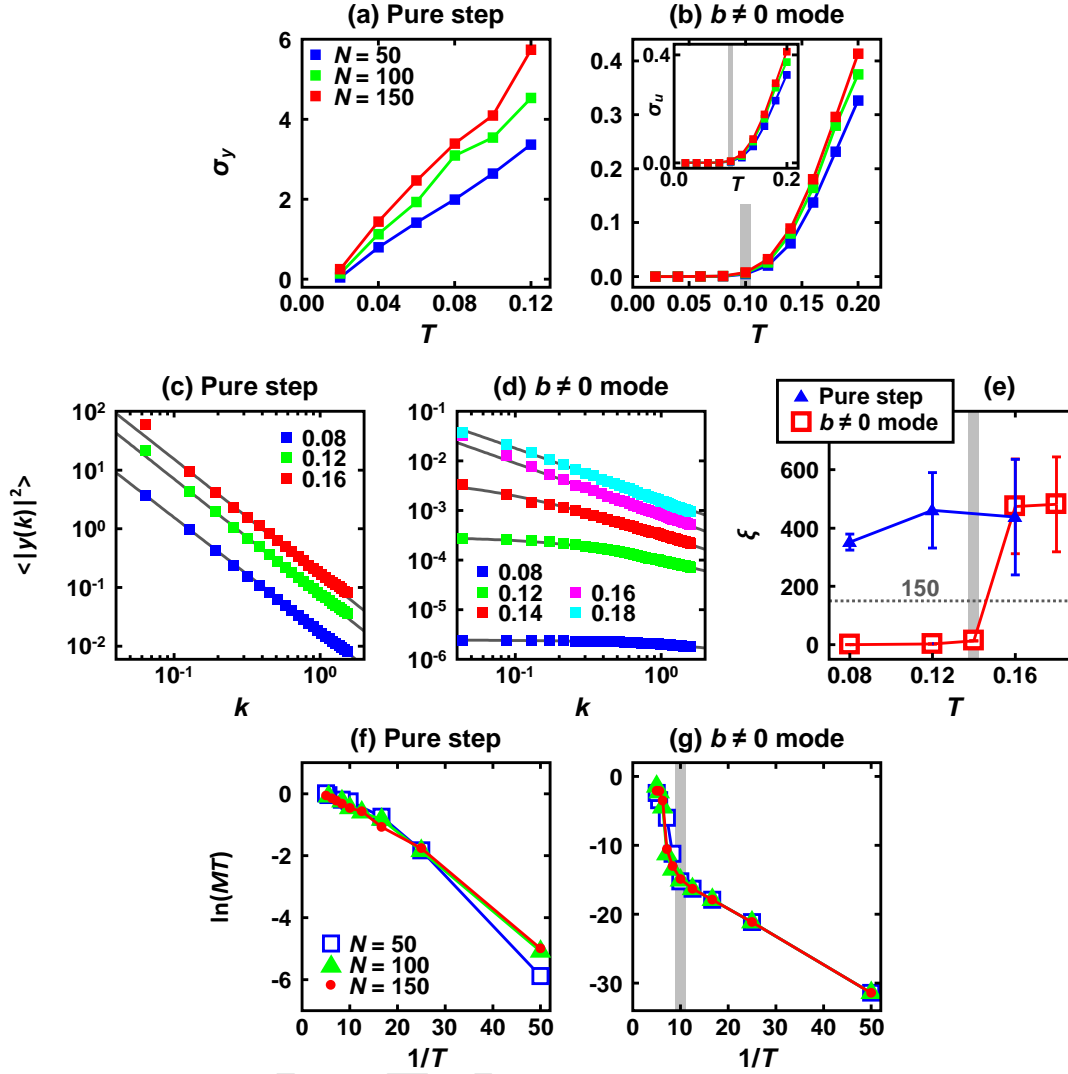 (a) Pure step
(b) b ≠ 0 mode
N = 50
N = 100
N = 150
6
4
2
0
σy
0.00 0.04 0.08 0.12
T
0.4
0.3
0.2
0.1
0.0
0.00 0.05 0.10 0.15 0.20
T
0.4
0.0
σu
0.0 T 0.2
(c) Pure step
(d) b ≠ 0 mode
(e)
Pure step
b ≠ 0 mode
<|y(k)|²>
10²
10¹
10⁰
10⁻¹
10⁻²
0.08
0.12
0.16
10⁻¹ 10⁰
k
10⁻¹
10⁻²
10⁻³
10⁻⁴
10⁻⁵
10⁻⁶
0.08 0.16
0.12 0.18
0.14
10⁻¹ 10⁰
k
600
400
200
0
ξ
150
0.08 0.12 0.16
T
(f) Pure step
(g) b ≠ 0 mode
ln(MT)
0
-2
-4
-6
N = 50
N = 100
N = 150
0 10 20 30 40 50
1/T
0
-10
-20
-30
0 10 20 30 40 50
1/T